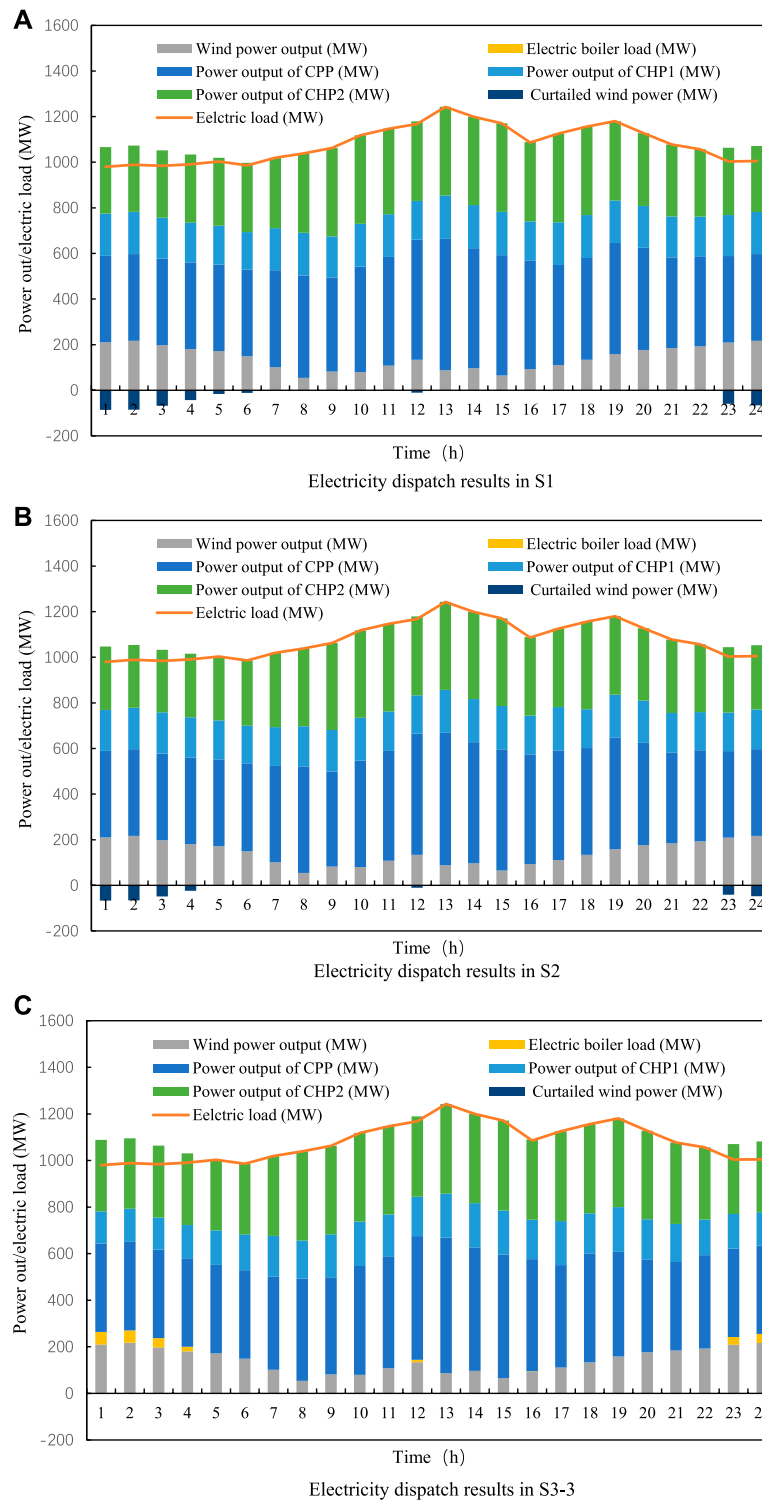 A
1600
1400
1200
1000
800
600
400
200
0
-200
Power out/electric load (MW)
Wind power output (MW)
Electric boiler load (MW)
Power output of CPP (MW)
Power output of CHP1 (MW)
Power output of CHP2 (MW)
Curtailed wind power (MW)
Eelctric load (MW)
1 2 3 4 5 6 7 8 9 10 11 12 13 14 15 16 17 18 19 20 21 22 23 24
Time (h)
Electricity dispatch results in S1
B
1600
1400
1200
1000
800
600
400
200
0
-200
Power out/electric load (MW)
Wind power output (MW)
Electric boiler load (MW)
Power output of CPP (MW)
Power output of CHP1 (MW)
Power output of CHP2 (MW)
Curtailed wind power (MW)
Eelctric load (MW)
1 2 3 4 5 6 7 8 9 10 11 12 13 14 15 16 17 18 19 20 21 22 23 24
Time (h)
Electricity dispatch results in S2
C
1600
1400
1200
1000
800
600
400
200
0
-200
Power out/electric load (MW)
Wind power output (MW)
Electric boiler load (MW)
Power output of CPP (MW)
Power output of CHP1 (MW)
Power output of CHP2 (MW)
Curtailed wind power (MW)
Eelctric load (MW)
1 2 3 4 5 6 7 8 9 10 11 12 13 14 15 16 17 18 19 20 21 22 23
Time (h)
Electricity dispatch results in S3-3